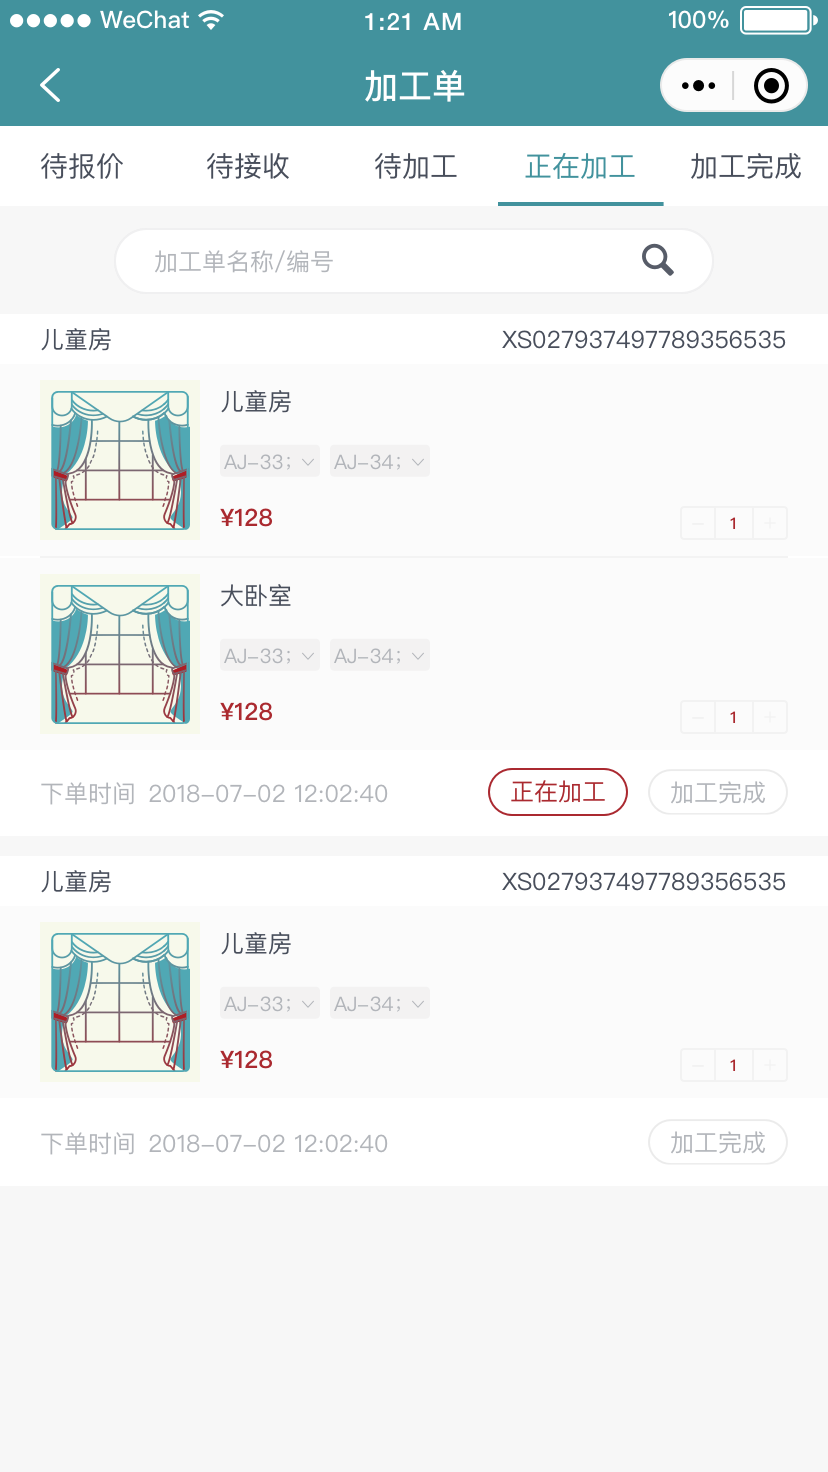 WeChat 1:21 AM 100%
加工单
待报价 待接收 待加工 正在加工 加工完成
加工单名称/编号
儿童房 XS027937497789356535
儿童房
AJ-33; AJ-34;
¥128
1
大卧室
AJ-33; AJ-34;
¥128
1
下单时间 2018-07-02 12:02:40 正在加工 加工完成
儿童房 XS027937497789356535
儿童房
AJ-33; AJ-34;
¥128
1
下单时间 2018-07-02 12:02:40 加工完成